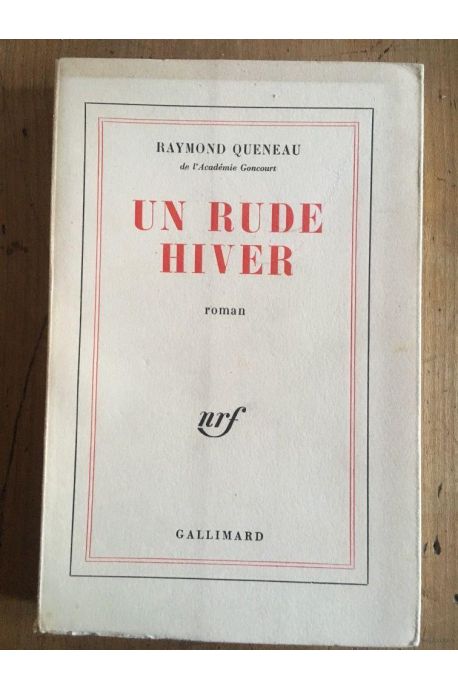 RAYMOND QUENEAU
de l'Académie Goncourt
UN RUDE
HIVER
roman
nrf
GALLIMARD